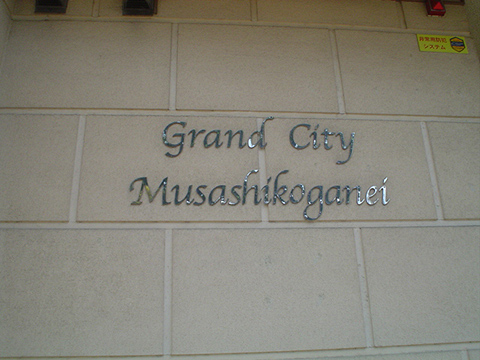 システム
Grand City
Musashikoganei